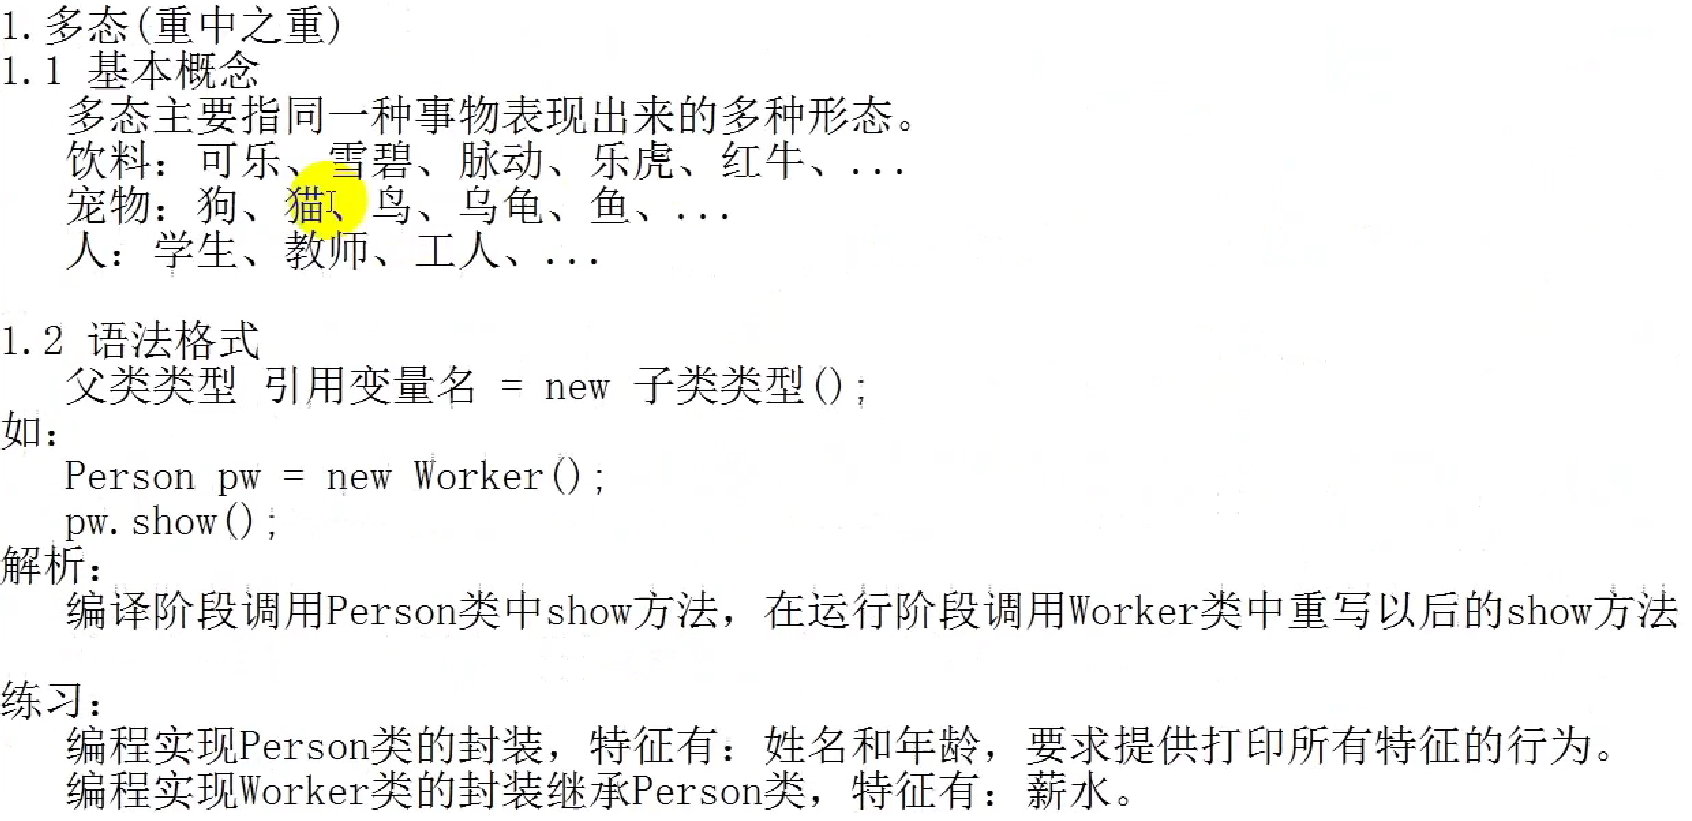 1.多态(重中之重)
1.1 基本概念
多态主要指同一种事物表现出来的多种形态。
饮料：可乐、雪碧、脉动、乐虎、红牛、...
宠物：狗、猫、鸟、乌龟、鱼、...
人：学生、教师、工人、...
1.2 语法格式
父类类型 引用变量名 = new 子类类型();
如：
Person pw = new Worker();
pw.show();
解析：
编译阶段调用Person类中show方法，在运行阶段调用Worker类中重写以后的show方法
练习：
编程实现Person类的封装，特征有：姓名和年龄，要求提供打印所有特征的行为。
编程实现Worker类的封装继承Person类，特征有：薪水。